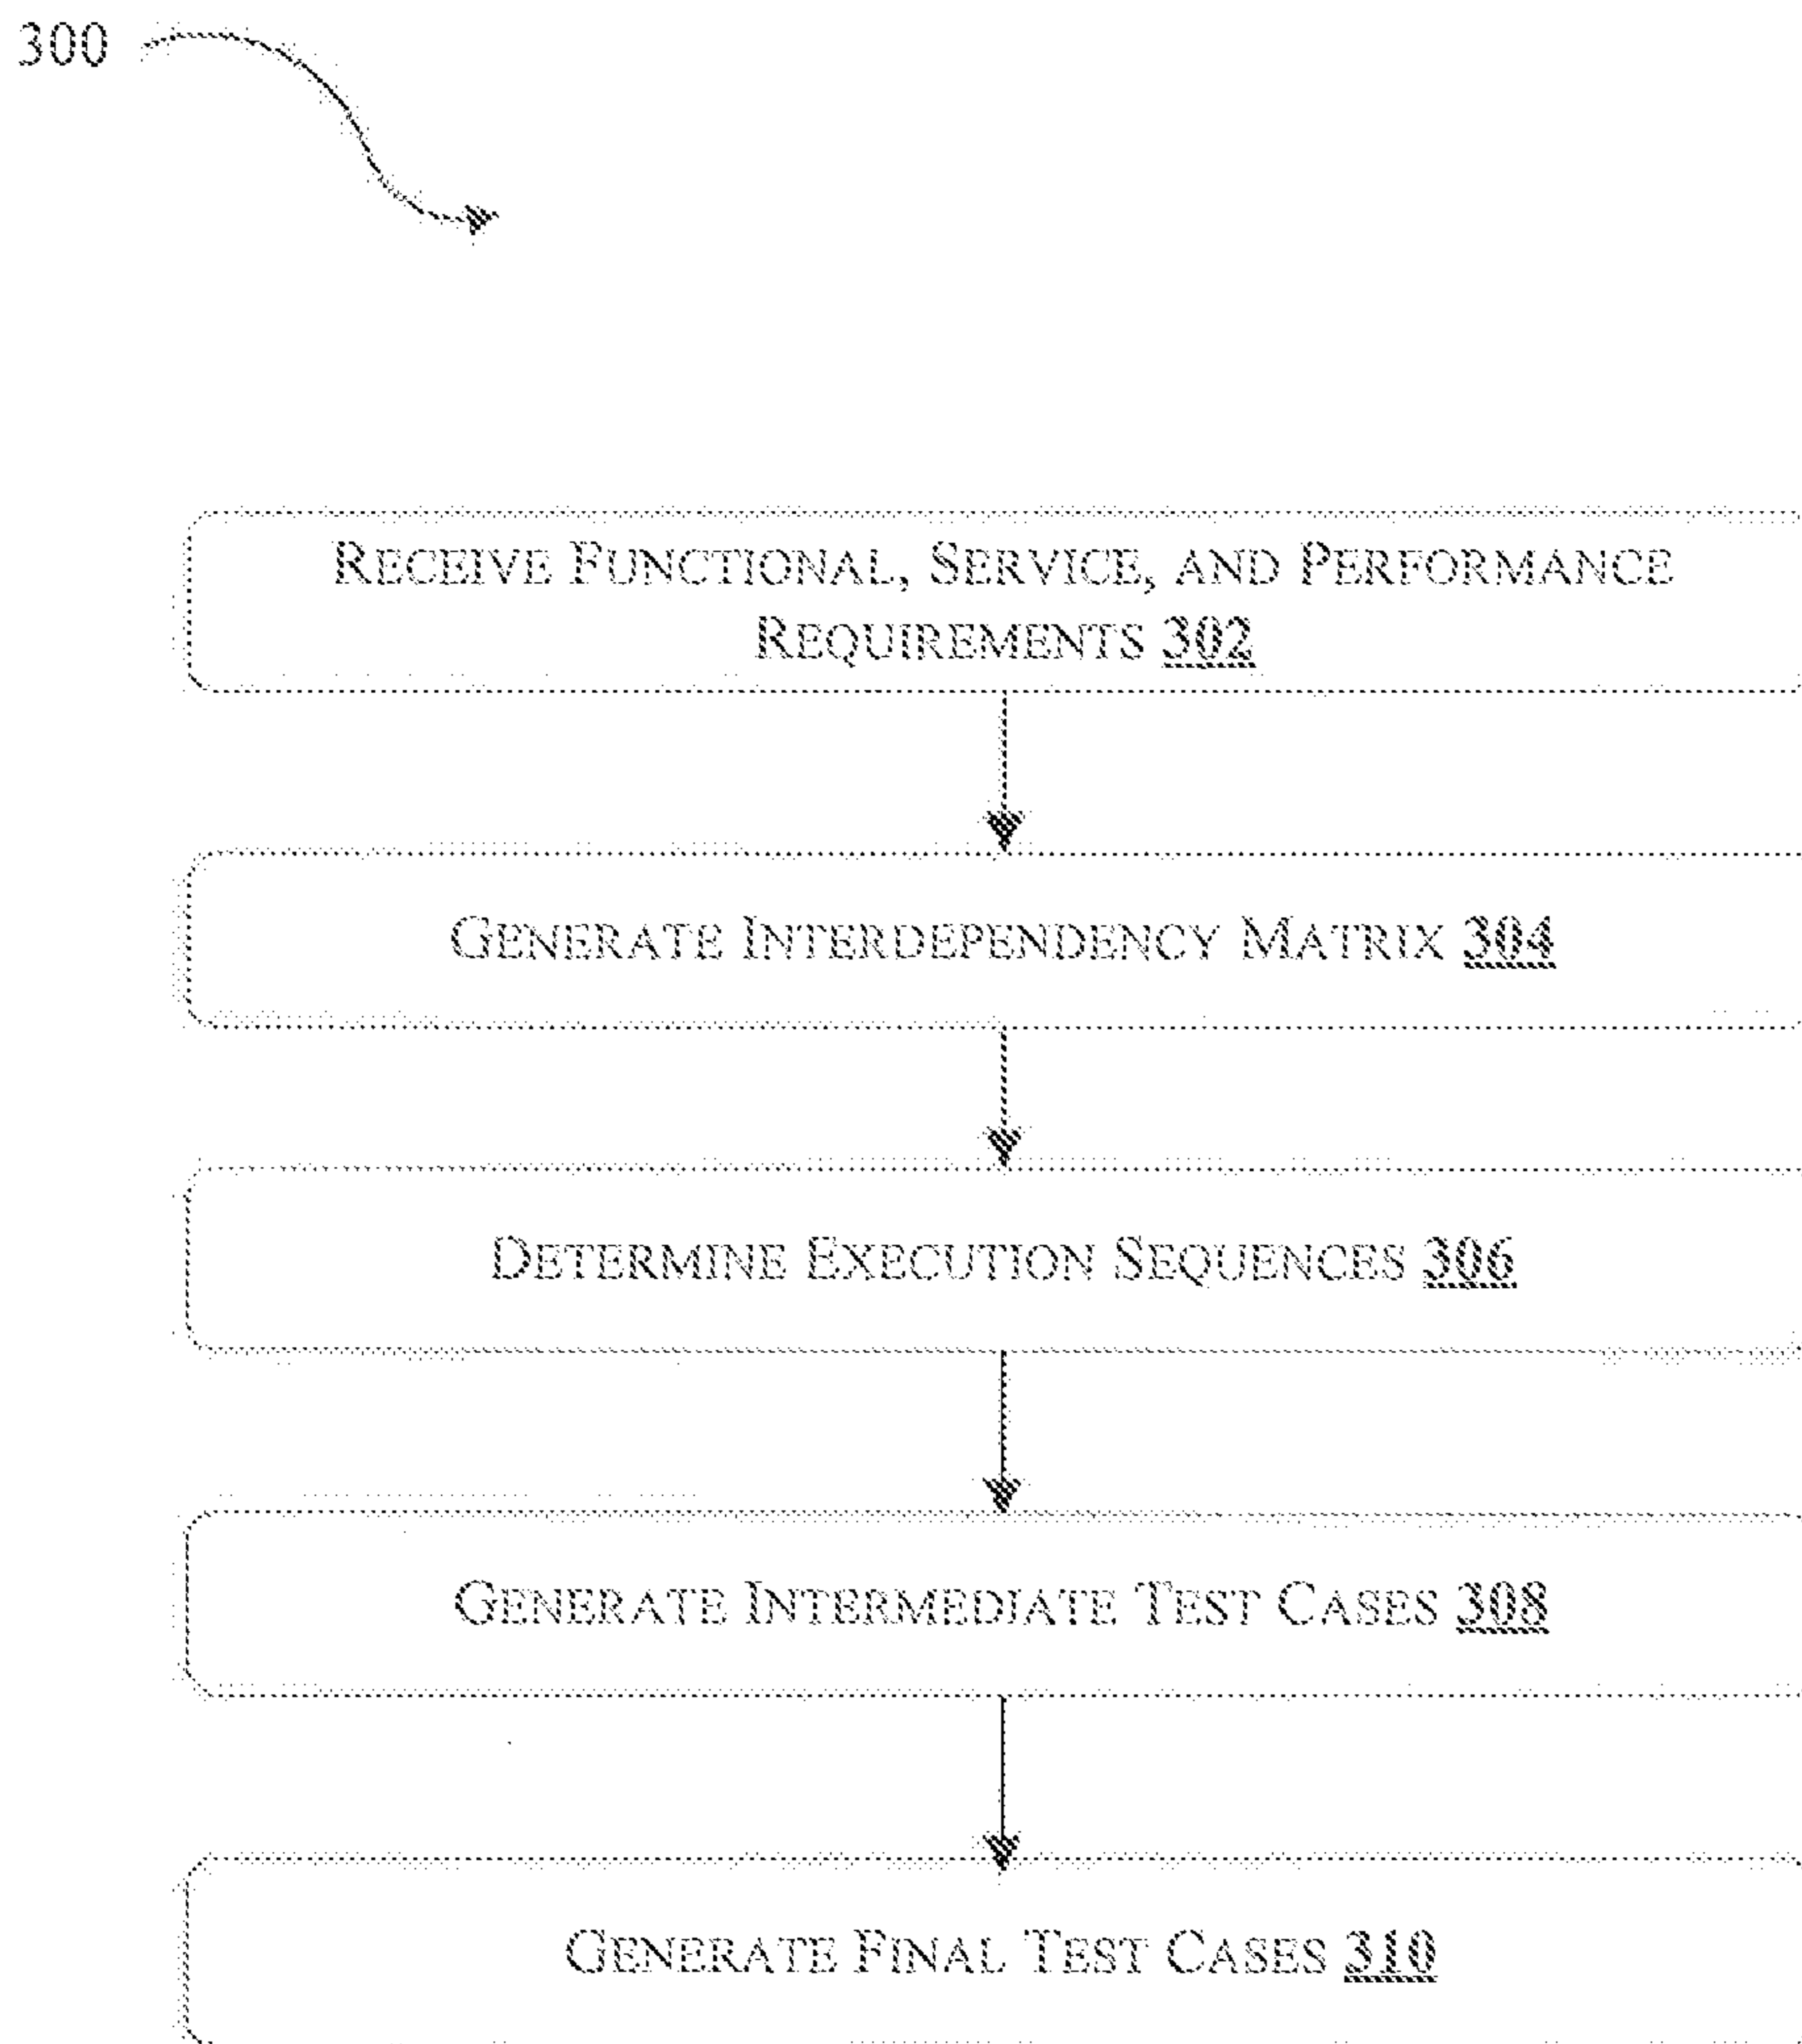 300
RECEIVE FUNCTIONAL, SERVICE, AND PERFORMANCE
REQUIREMENTS 302
GENERATE INTERDEPENDENCY MATRIX 304
DETERMINE EXECUTION SEQUENCES 306
GENERATE INTERMEDIATE TEST CASES 308
GENERATE FINAL TEST CASES 310